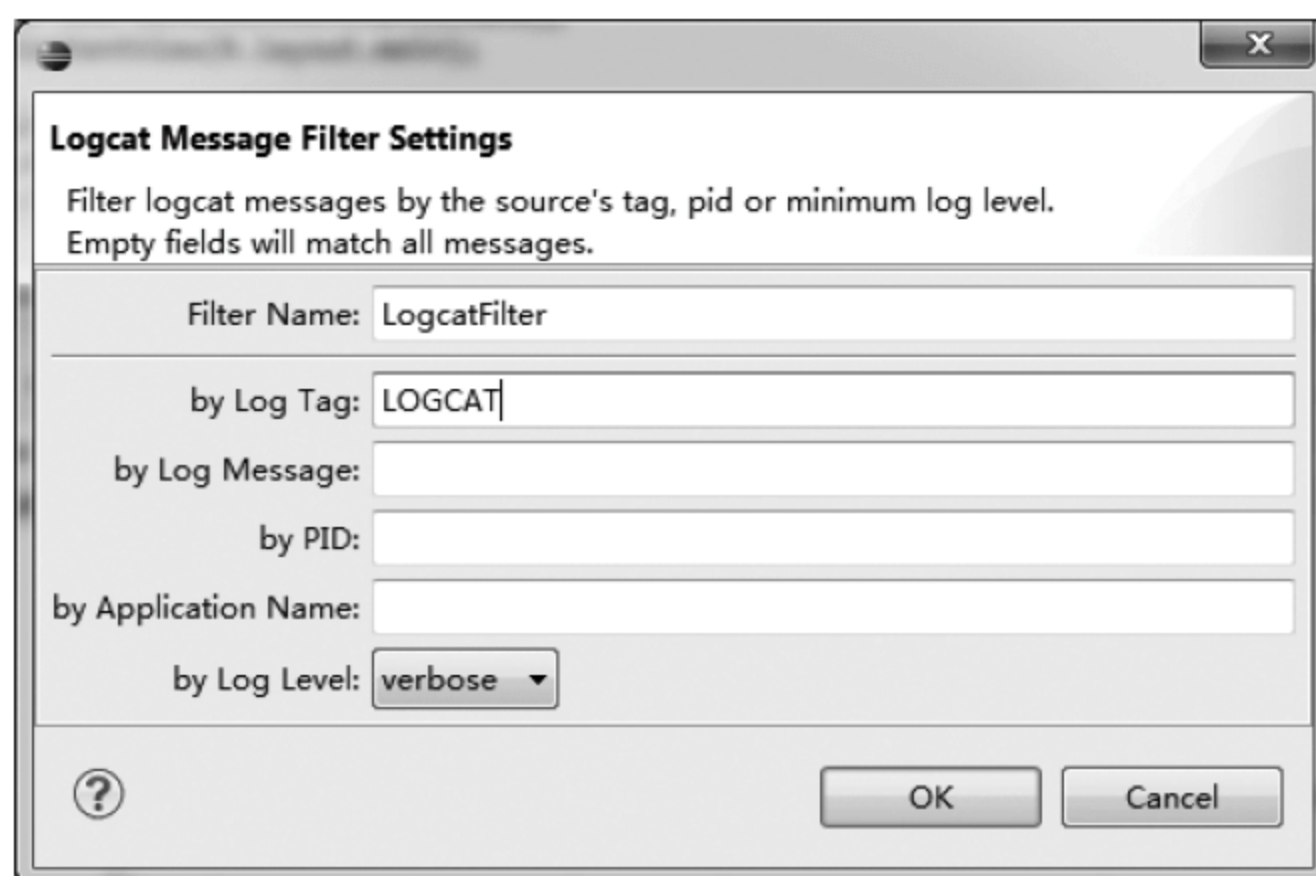 Logcat Message Filter Settings
Filter logcat messages by the source's tag, pid or minimum log level.
Empty fields will match all messages.
Filter Name: LogcatFilter
by Log Tag: LOGCAT
by Log Message:
by PID:
by Application Name:
by Log Level: verbose
?
OK Cancel